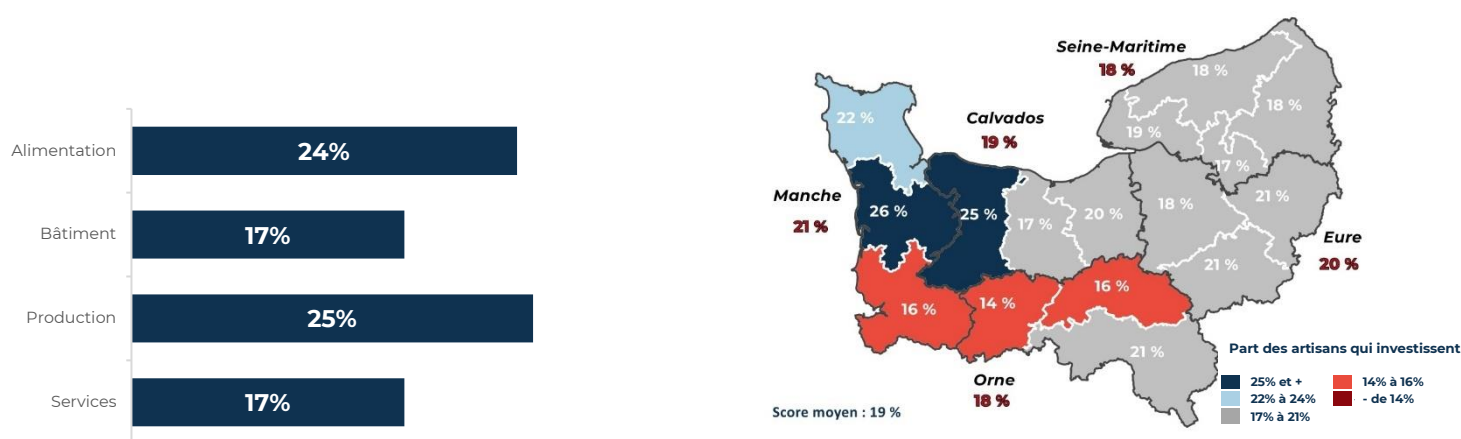 Alimentation
24%
Bâtiment
17%
Production
25%
Services
17%
Seine-Maritime
18 %
18 %
18 %
19 %
17 %
22 %
Calvados
19 %
Manche
21 %
26 %
25 %
17 %
20 %
18 %
21 %
21 %
Eure
20 %
16 %
14 %
16 %
21 %
Orne
18 %
Score moyen : 19 %
Part des artisans qui investissent
25% et +
22% à 24%
17% à 21%
14% à 16%
- de 14%